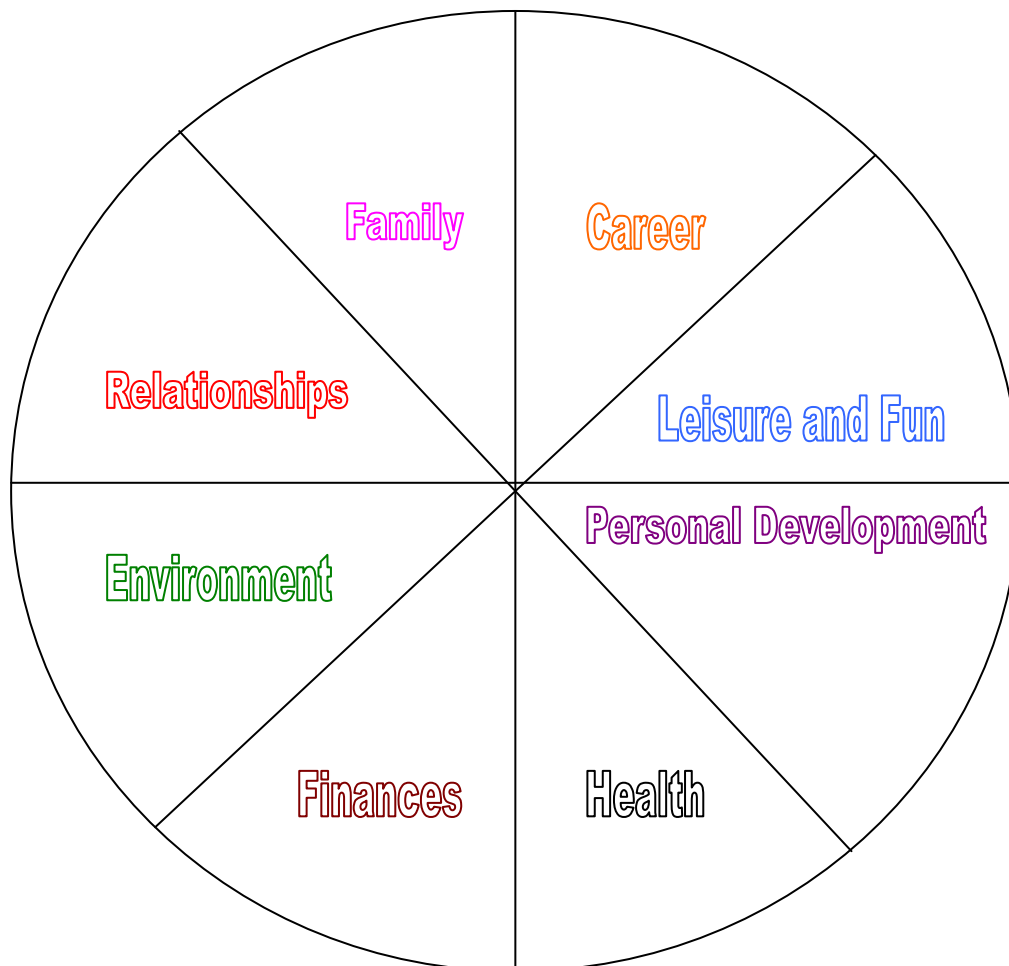 Family
Career
Relationships
Leisure and Fun
Personal Development
Environment
Finances
Health